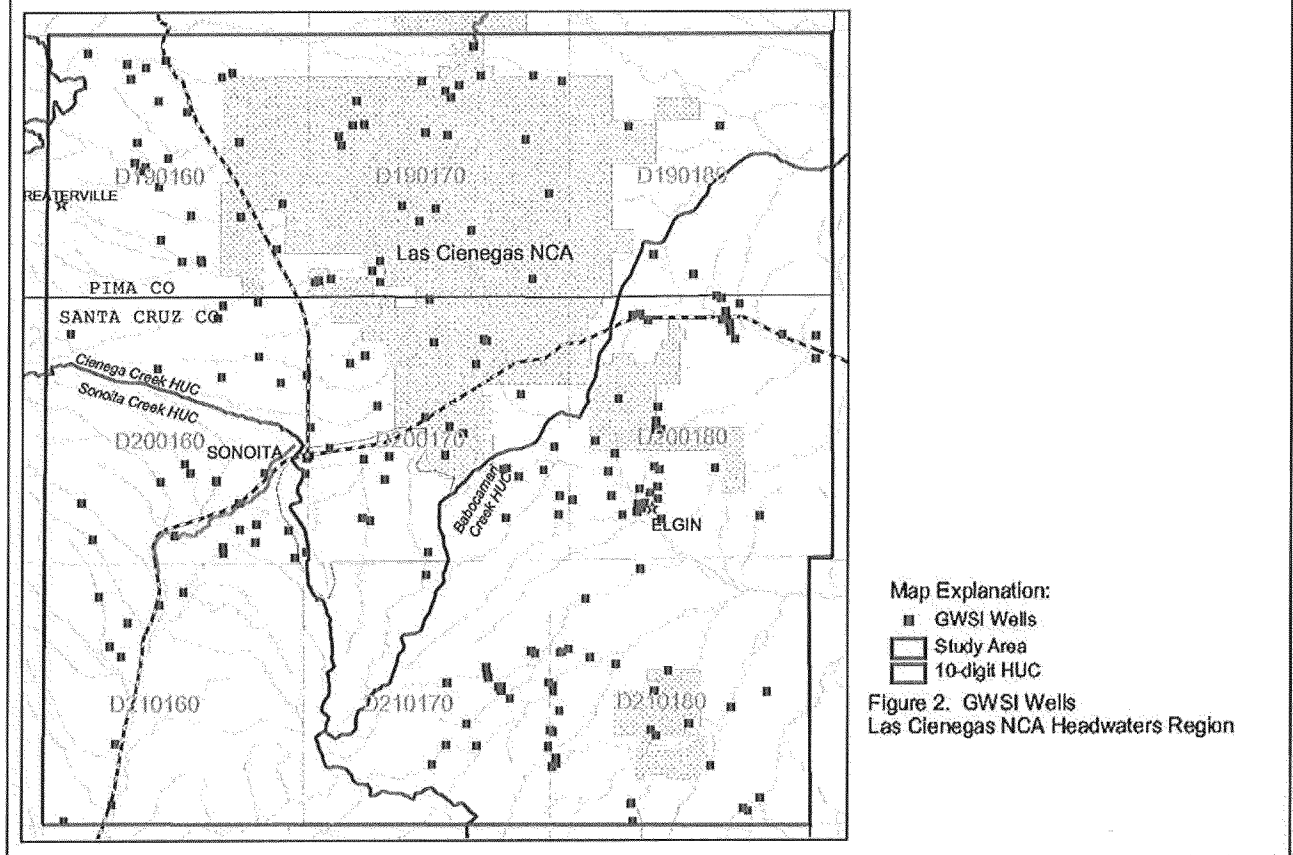 D190160
D190170
D190180
REATERVILLE
Las Cienegas NCA
PIMA CO
SANTA CRUZ CO
Cienega Creek HUC
Sonoita Creek HUC
D200160
SONOITA
D200170
D200180
Babocamari
Creek HUC
ELGIN
D210160
D210170
D210180
Map Explanation:
GWSI Wells
Study Area
10-digit HUC
Figure 2. GWSI Wells
Las Cienegas NCA Headwaters Region